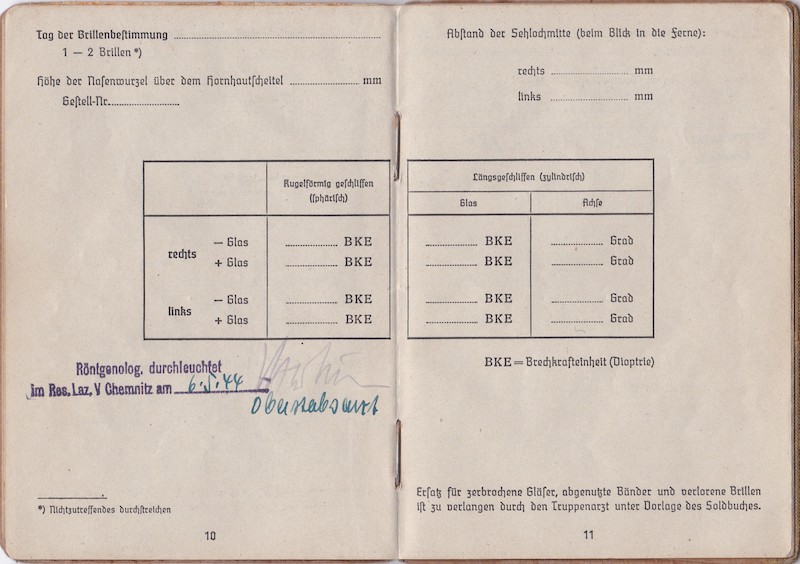 Tag der Brillenbestimmung ........................
1 — 2 Brillen *)
Höhe der Nasenwurzel über dem Hornhautscheitel .................. mm
Gestell-Nr. ..................
Kugelförmig geschliffen
(sphärisch)
rechts — Glas .................. BKE
+ Glas .................. BKE
links — Glas .................. BKE
+ Glas .................. BKE
Röntgenolog. durchleuchtet
im Res. Laz. V Chemnitz am 6.5.44
Oberstabsarzt
*) Nichtzutreffendes durchstreichen
10
Abstand der Sehlochmitte (beim Blick in die Ferne):
rechts .................. mm
links .................. mm
Längsgeschliffen (zylindrisch)
Glas Achse
.................. BKE .................. Grad
.................. BKE .................. Grad
.................. BKE .................. Grad
.................. BKE .................. Grad
BKE = Brechkrafteinheit (Dioptrie)
Ersatz für zerbrochene Gläser, abgenutzte Bänder und verlorene Brillen
ist zu verlangen durch den Truppenarzt unter Vorlage des Soldbuches.
11